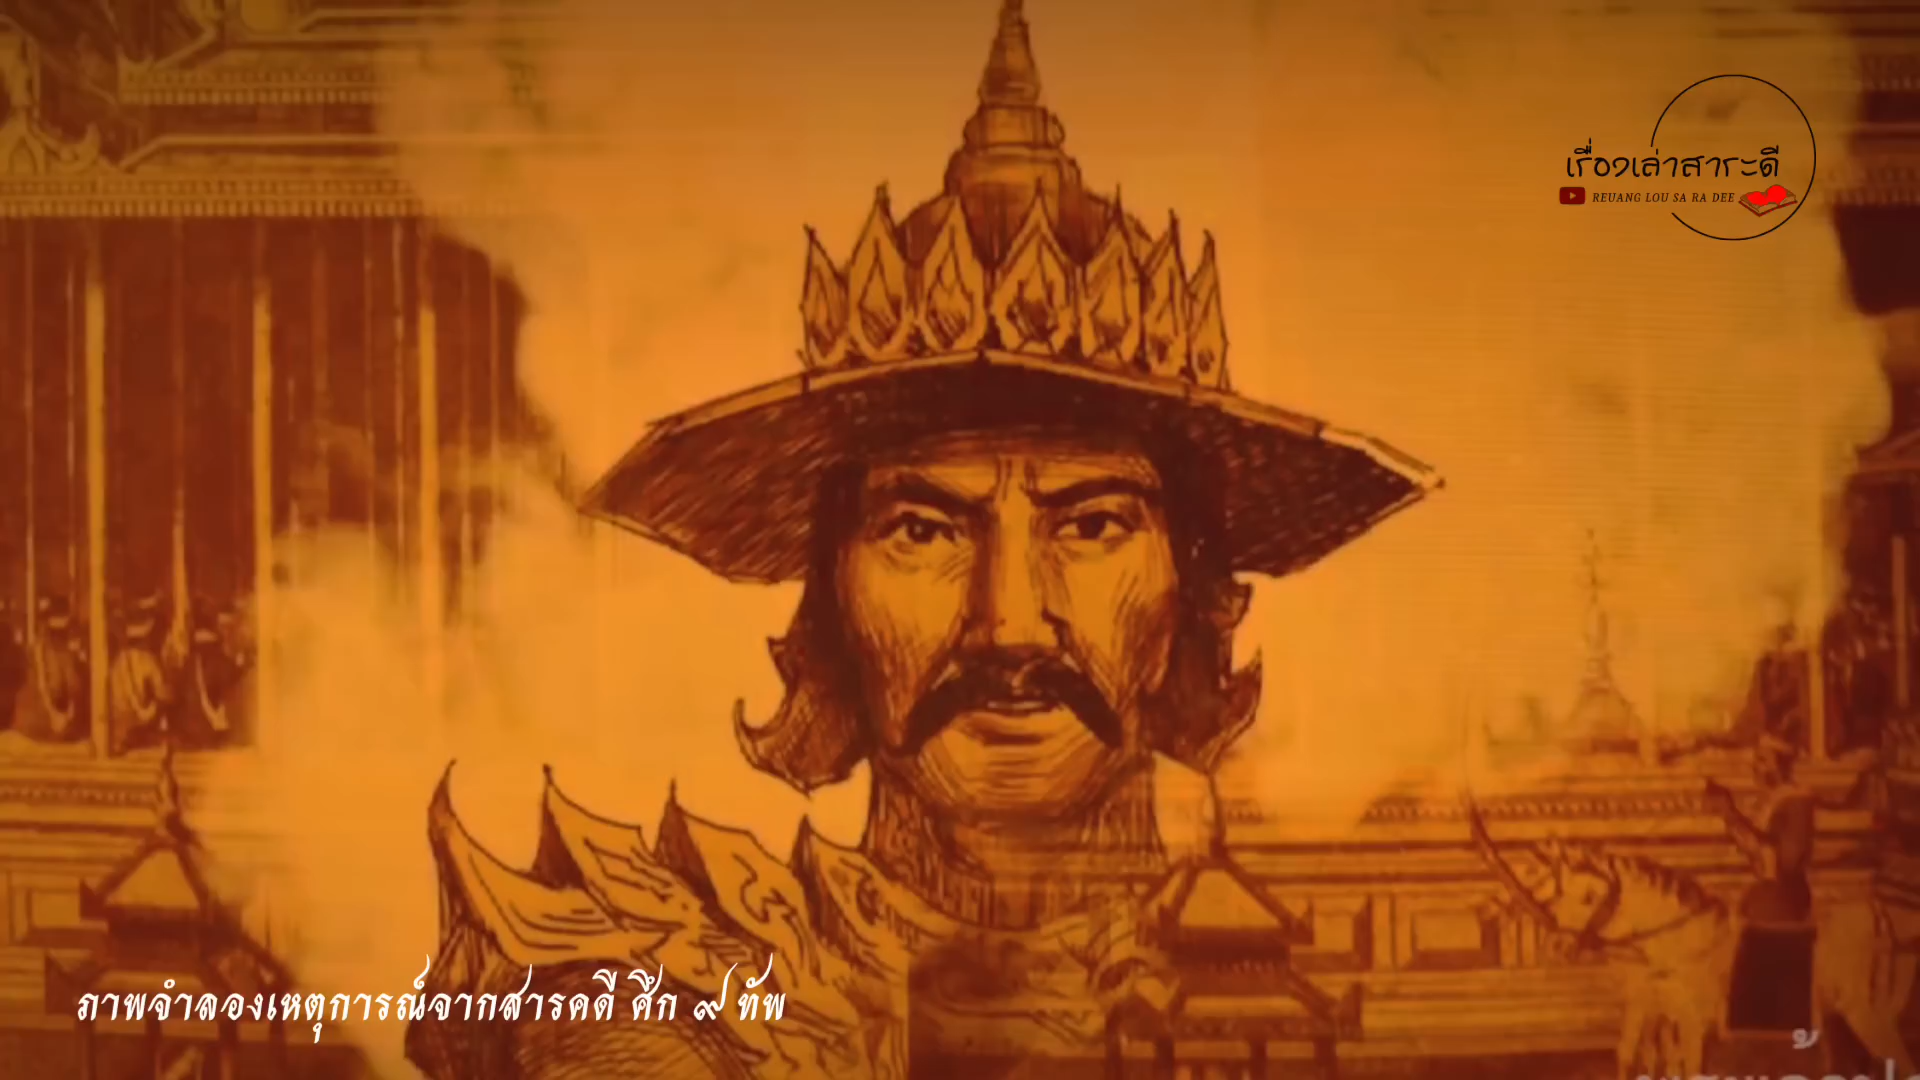 เรื่องเล่าสาระดี
REUANG LOU SA RA DEE
ภาพจำลองเหตุการณ์จากสารคดี ศึก ๙ ทัพ